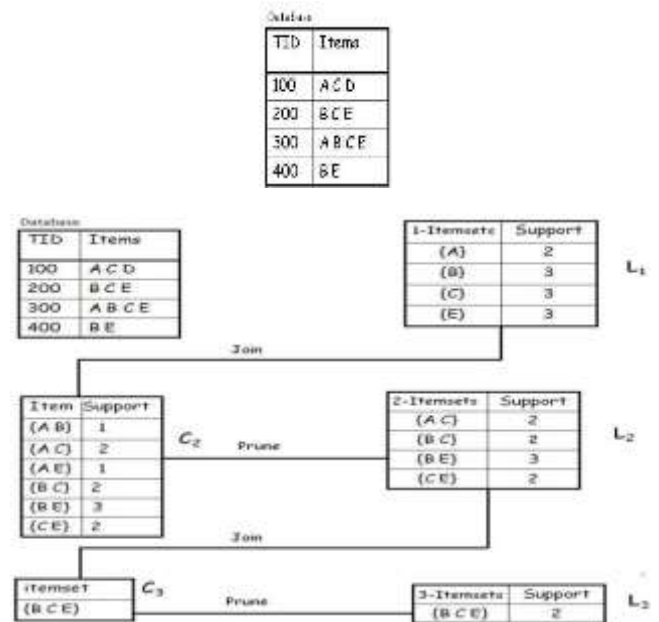 Database
TID Items
100 A C D
200 B C E
300 A B C E
400 B E
Database
TID Items
100 A C D
200 B C E
300 A B C E
400 B E
1-Itemsets Support
{A} 2
{B} 3
{C} 3
{E} 3
L1
Join
Item Support
{A B} 1
{A C} 2
{A E} 1
{B C} 2
{B E} 3
{C E} 2
C2
Prune
2-Itemsets Support
{A C} 2
{B C} 2
{B E} 3
{C E} 2
L2
Join
itemset
{B C E}
C3
Prune
3-Itemsets Support
{B C E} 2
L3